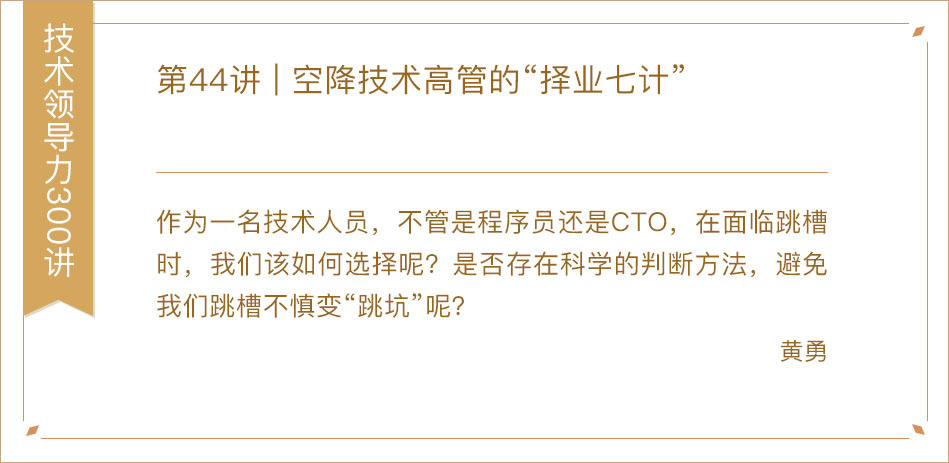 技术领导力300讲
第44讲 | 空降技术高管的“择业七计”
作为一名技术人员，不管是程序员还是CTO，在面临跳槽
时，我们该如何选择呢？是否存在科学的判断方法，避免
我们跳槽不慎变“跳坑”呢？
黄勇